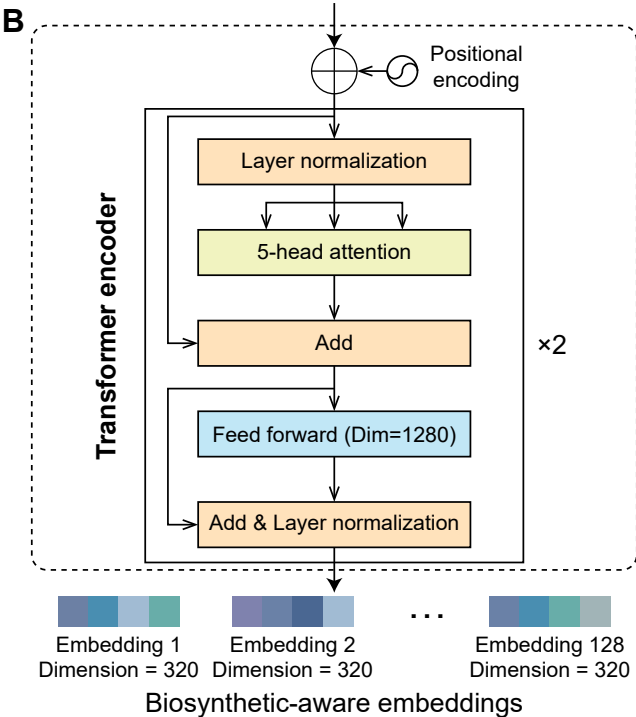 B
Positional
encoding
Layer normalization
5-head attention
Add
Feed forward (Dim=1280)
Add & Layer normalization
Transformer encoder
×2
Embedding 1
Dimension = 320
Embedding 2
Dimension = 320
...
Embedding 128
Dimension = 320
Biosynthetic-aware embeddings